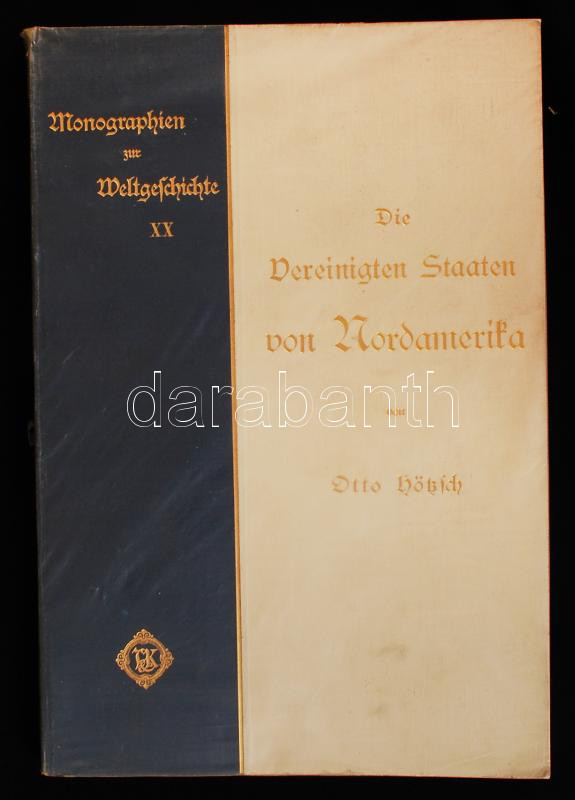 Monographien
zur
Weltgeschichte
XX
Die
Vereinigten Staaten
von Nordamerika
von
Otto Hötzsch
darabanth